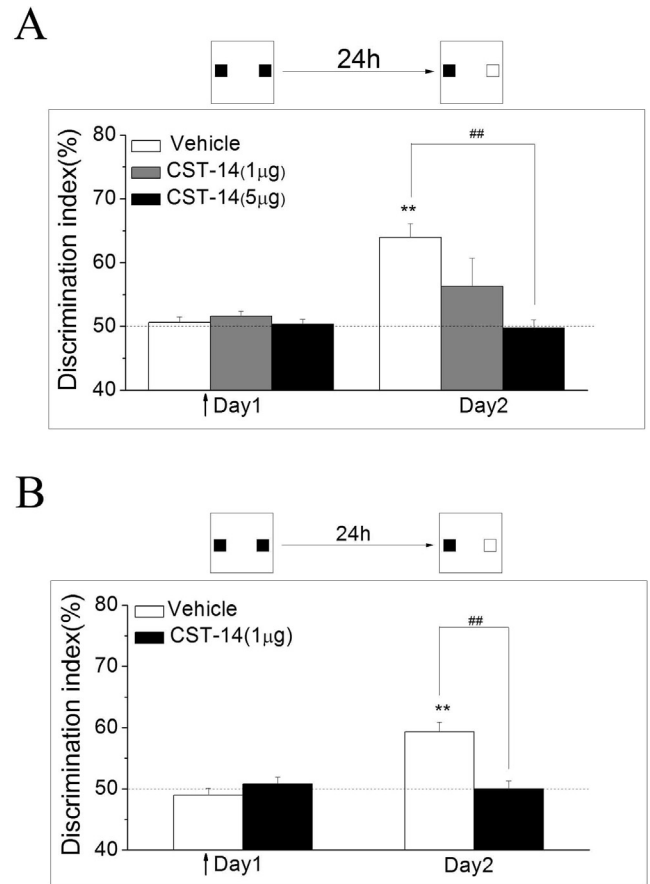 A
24h
Discrimination index(%)
80
70
60
50
40
Vehicle
CST-14(1μg)
CST-14(5μg)
##
**
↑Day1
Day2
B
24h
Discrimination index(%)
80
70
60
50
40
Vehicle
CST-14(1μg)
##
**
↑Day1
Day2